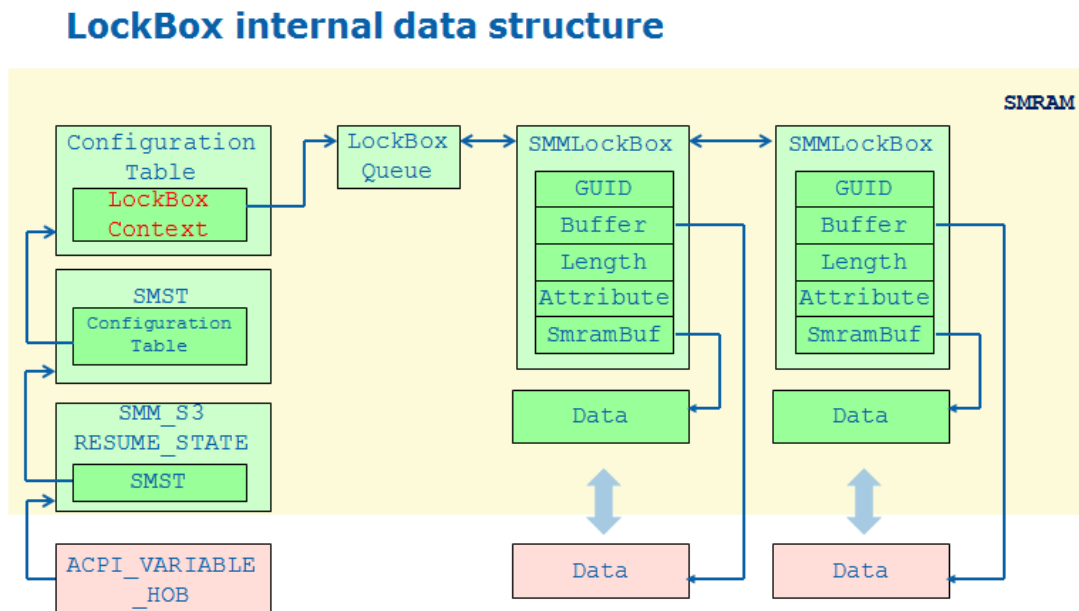 LockBox internal data structure
SMRAM
Configuration
Table
LockBox
Context
SMST
Configuration
Table
SMM_S3
RESUME_STATE
SMST
ACPI_VARIABLE
_HOB
LockBox
Queue
SMMLockBox
GUID
Buffer
Length
Attribute
SmramBuf
Data
Data
SMMLockBox
GUID
Buffer
Length
Attribute
SmramBuf
Data
Data